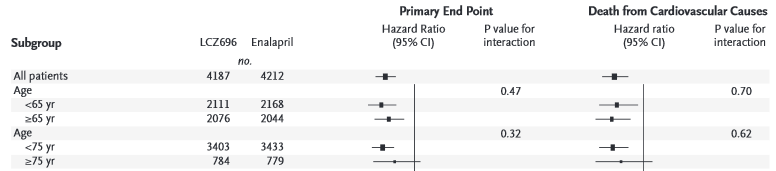 Primary End Point Death from Cardiovascular Causes
Subgroup LCZ696 Enalapril Hazard Ratio (95% CI) P value for interaction Hazard ratio (95% CI) P value for interaction
no.
All patients 4187 4212
Age 0.47 0.70
<65 yr 2111 2168
≥65 yr 2076 2044
Age 0.32 0.62
<75 yr 3403 3433
≥75 yr 784 779